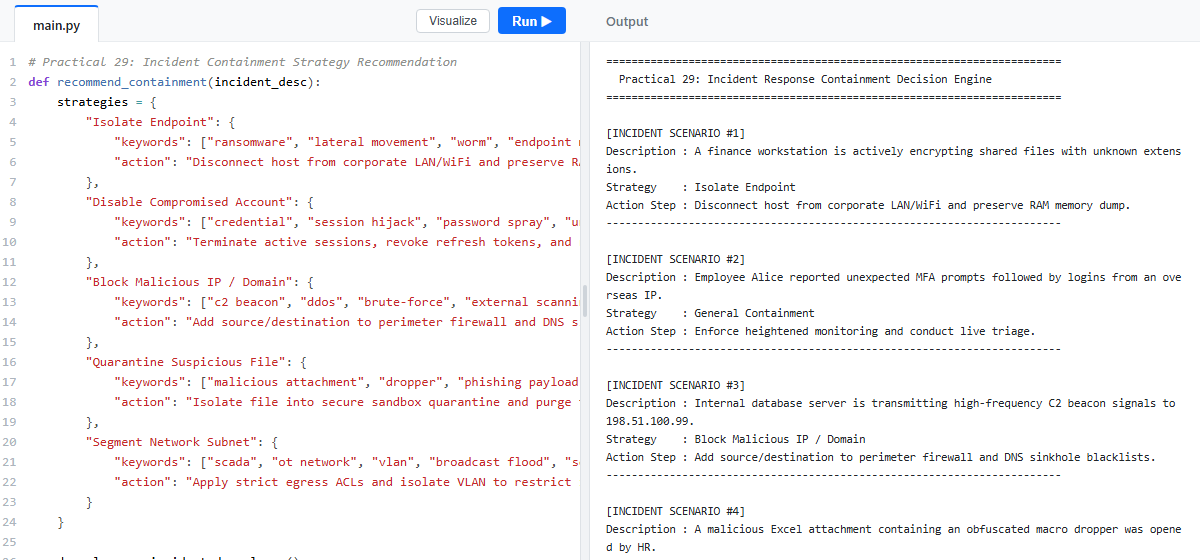 main.py
Visualize
Run
Output
1 # Practical 29: Incident Containment Strategy Recommendation
2 def recommend_containment(incident_desc):
3 strategies = {
4 "Isolate Endpoint": {
5 "keywords": ["ransomware", "lateral movement", "worm", "endpoint
6 "action": "Disconnect host from corporate LAN/WiFi and preserve
7 },
8 "Disable Compromised Account": {
9 "keywords": ["credential", "session hijack", "password spray",
10 "action": "Terminate active sessions, revoke refresh tokens, and
11 },
12 "Block Malicious IP / Domain": {
13 "keywords": ["c2 beacon", "ddos", "brute-force", "external
14 "action": "Add source/destination to perimeter firewall and DNS
15 },
16 "Quarantine Suspicious File": {
17 "keywords": ["malicious attachment", "dropper", "phishing payload
18 "action": "Isolate file into secure sandbox quarantine and purge
19 },
20 "Segment Network Subnet": {
21 "keywords": ["scada", "ot network", "vlan", "broadcast flood",
22 "action": "Apply strict egress ACLs and isolate VLAN to restrict
23 }
24 }
25
========================================================================
Practical 29: Incident Response Containment Decision Engine
========================================================================
[INCIDENT SCENARIO #1]
Description : A finance workstation is actively encrypting shared files with unknown extens
ions.
Strategy : Isolate Endpoint
Action Step : Disconnect host from corporate LAN/WiFi and preserve RAM memory dump.
------------------------------------------------------------------------
[INCIDENT SCENARIO #2]
Description : Employee Alice reported unexpected MFA prompts followed by logins from an ove
rseas IP.
Strategy : General Containment
Action Step : Enforce heightened monitoring and conduct live triage.
------------------------------------------------------------------------
[INCIDENT SCENARIO #3]
Description : Internal database server is transmitting high-frequency C2 beacon signals to
198.51.100.99.
Strategy : Block Malicious IP / Domain
Action Step : Add source/destination to perimeter firewall and DNS sinkhole blacklists.
------------------------------------------------------------------------
[INCIDENT SCENARIO #4]
Description : A malicious Excel attachment containing an obfuscated macro dropper was opene
d by HR.